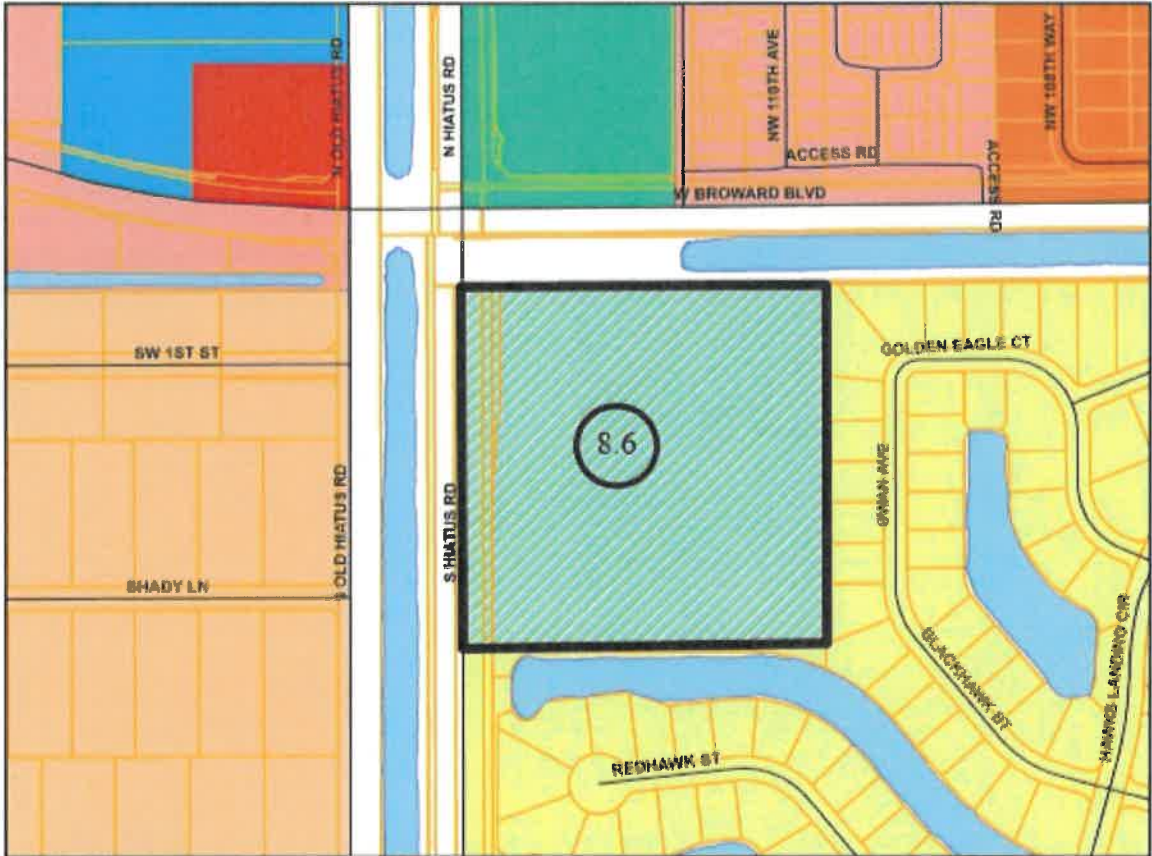 N OLD HIATUS RD
N HIATUS RD
NW 110TH AVE
NW 108TH WAY
ACCESS RD
ACCESS RD
W BROWARD BLVD
SW 1ST ST
GOLDEN EAGLE CT
8.6
SWAN AVE
S OLD HIATUS RD
S HIATUS RD
SHADY LN
BLACKHAWK ST
HAWKS LANDING CIR
REDHAWK ST